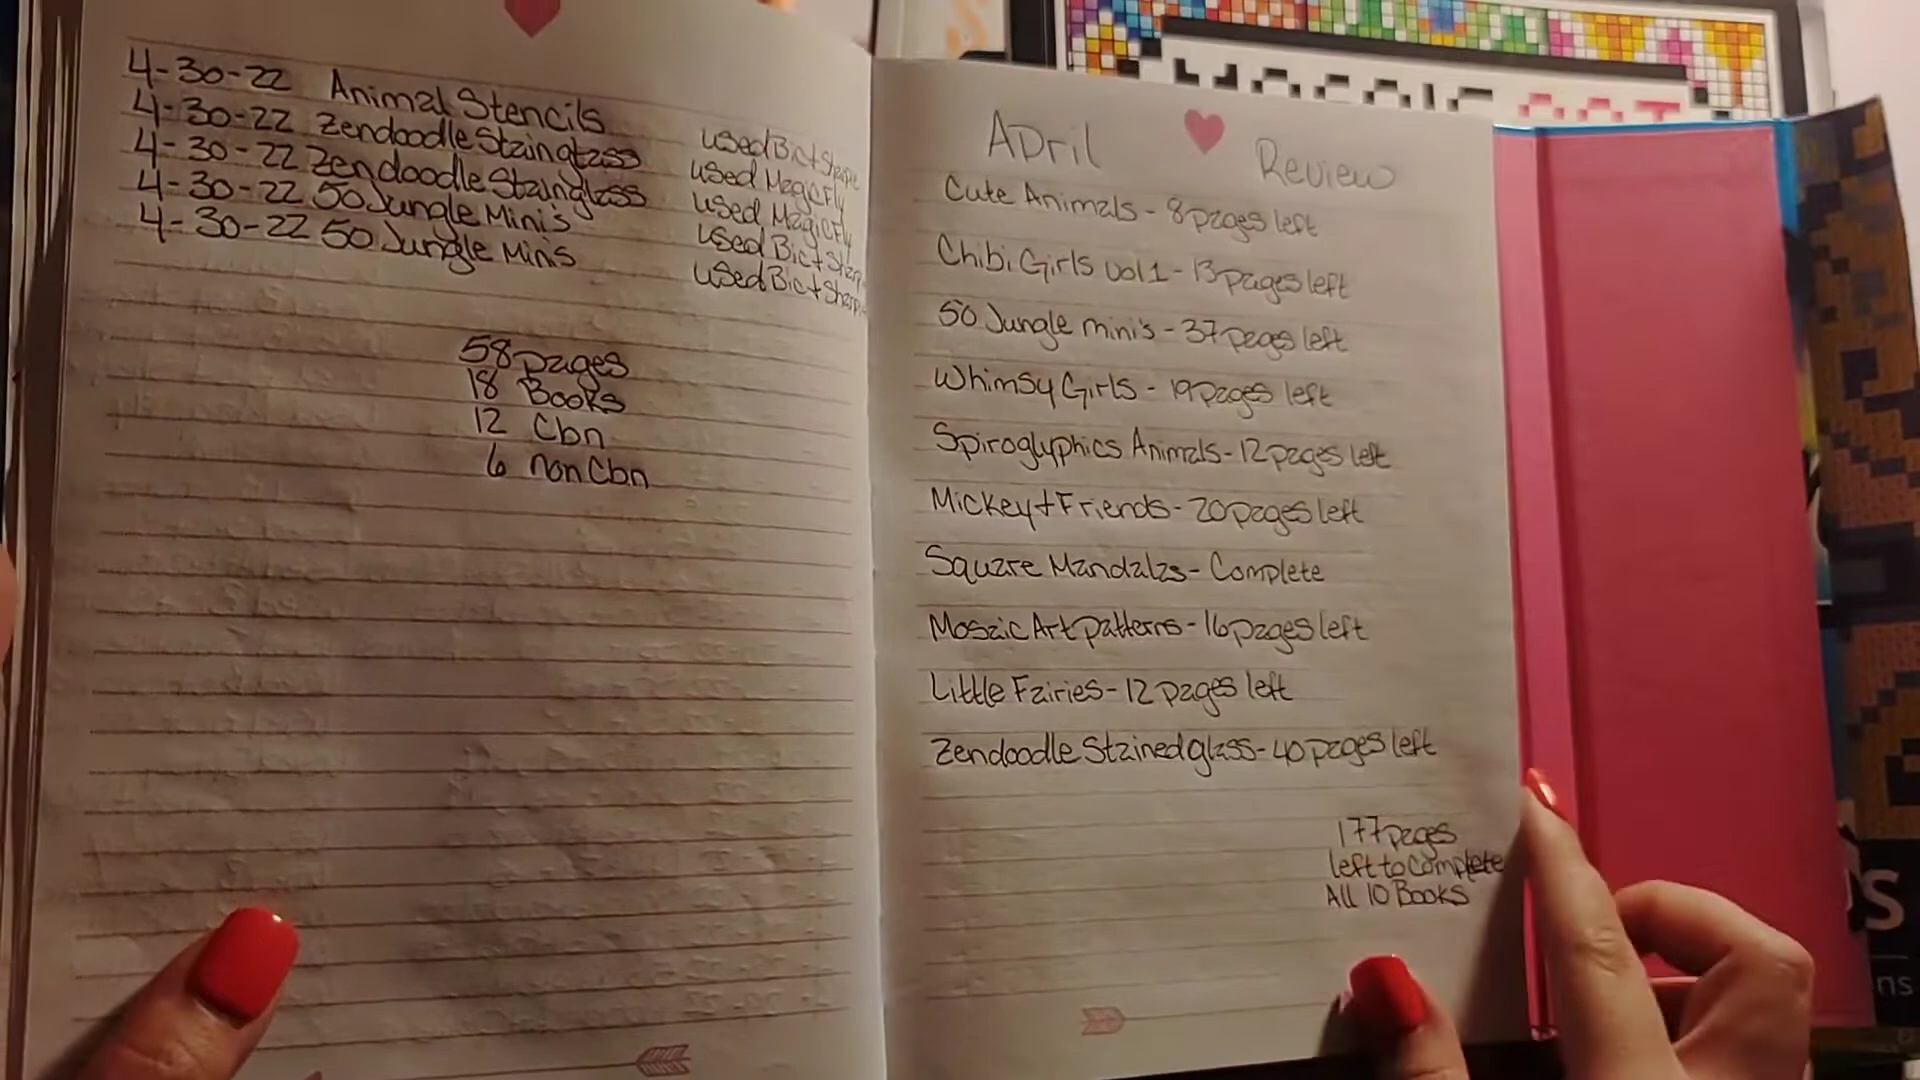 4-30-22 Animal Stencils used Bic+Sharpie
4-30-22 Zendoodle Stainglass used MagicFly
4-30-22 Zendoodle Stainglass used MagicFly
4-30-22 50 Jungle Mini's used Bic+Sharp
4-30-22 50 Jungle Minis used Bic+Sharpi
58 pages
18 Books
12 Cbn
6 non Cbn
MOSAIC
April Review
Cute Animals - 8 pages left
Chibi Girls vol 1 - 13 pages left
50 Jungle mini's - 37 pages left
Whimsy Girls - 19 pages left
Spiroglyphics Animals - 12 pages left
Mickey + Friends - 20 pages left
Square Mandalas - Complete
Mosaic Art patterns - 16 pages left
Little Fairies - 12 pages left
Zendoodle Stained glass - 40 pages left
177 pages
left to complete
All 10 Books
S
ns